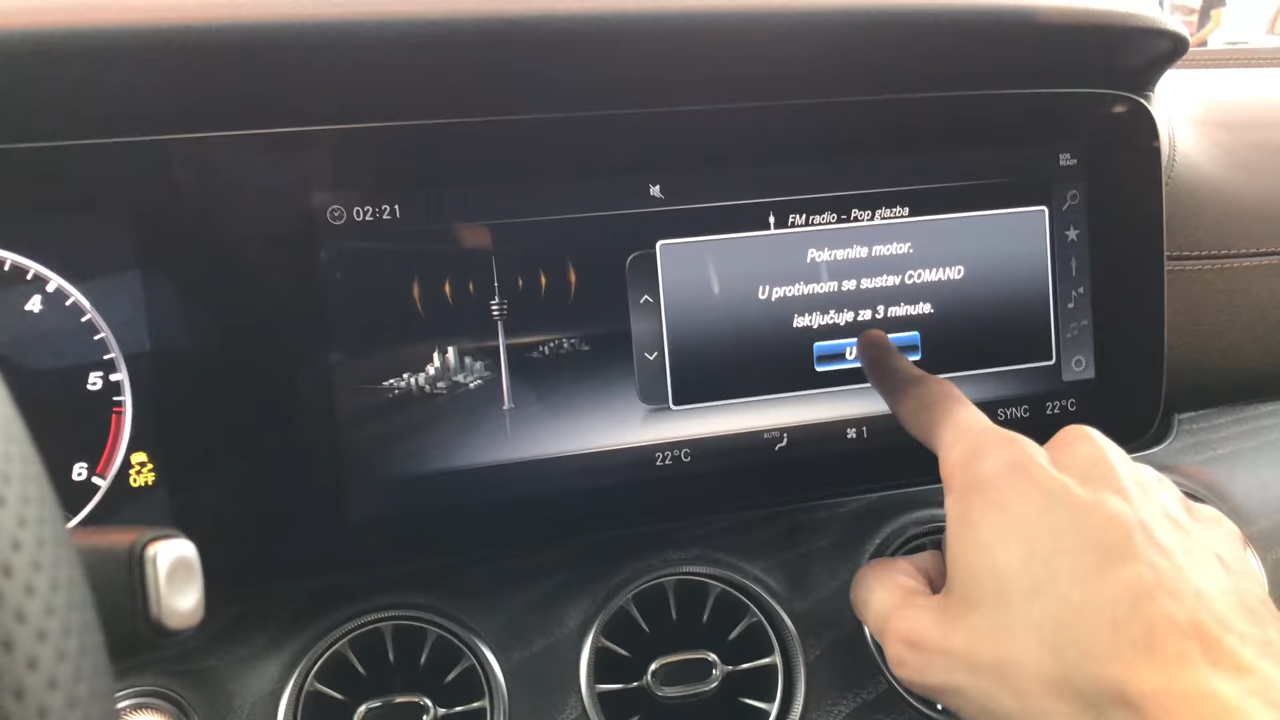 SOS
READY
02:21
FM radio - Pop glazba
Pokrenite motor.
U protivnom se sustav COMAND
isključuje za 3 minute.
4
5
6
OFF
22°C
AUTO
1
SYNC
22°C